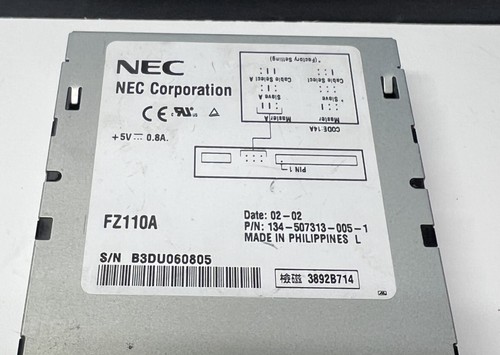 NEC
NEC Corporation
CE
+5V 0.8A.
*(Factory Setting)
Cable Select A Cable Select
Slave A Slave
Master A Master
CODE:14A
PIN 1
FZ110A
Date: 02-02
P/N: 134-507313-005-1
MADE IN PHILIPPINES L
S/N B3DU060805
檢磁 3892B714